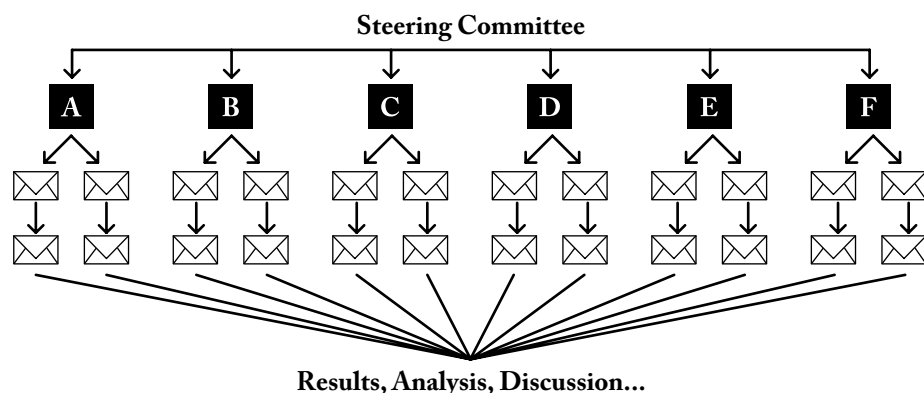 Steering Committee
A B C D E F
Results, Analysis, Discussion...